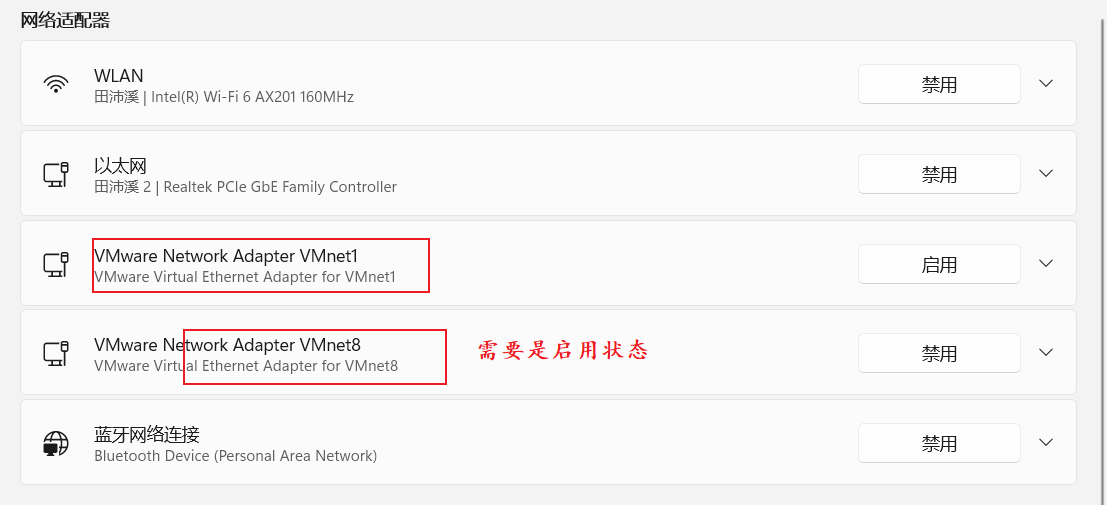 网络适配器
WLAN
田沛溪 | Intel(R) Wi-Fi 6 AX201 160MHz
禁用
以太网
田沛溪 2 | Realtek PCIe GbE Family Controller
禁用
VMware Network Adapter VMnet1
VMware Virtual Ethernet Adapter for VMnet1
启用
VMware Network Adapter VMnet8
VMware Virtual Ethernet Adapter for VMnet8
需要是启用状态
禁用
蓝牙网络连接
Bluetooth Device (Personal Area Network)
禁用